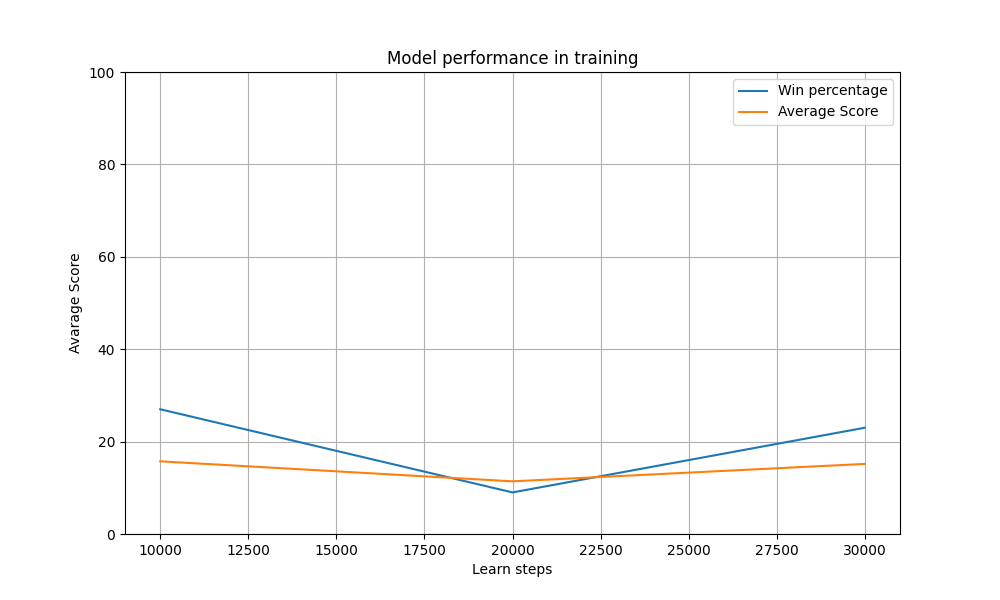 Model performance in training
100
80
60
40
20
0
Avarage Score
Win percentage
Average Score
10000 12500 15000 17500 20000 22500 25000 27500 30000
Learn steps